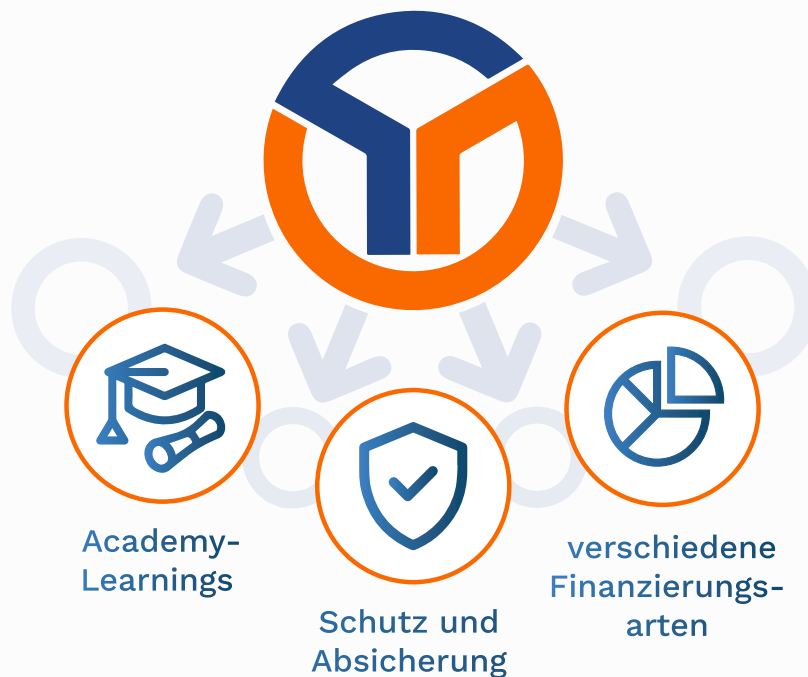 Academy-
Learnings
Schutz und
Absicherung
verschiedene
Finanzierungs-
arten